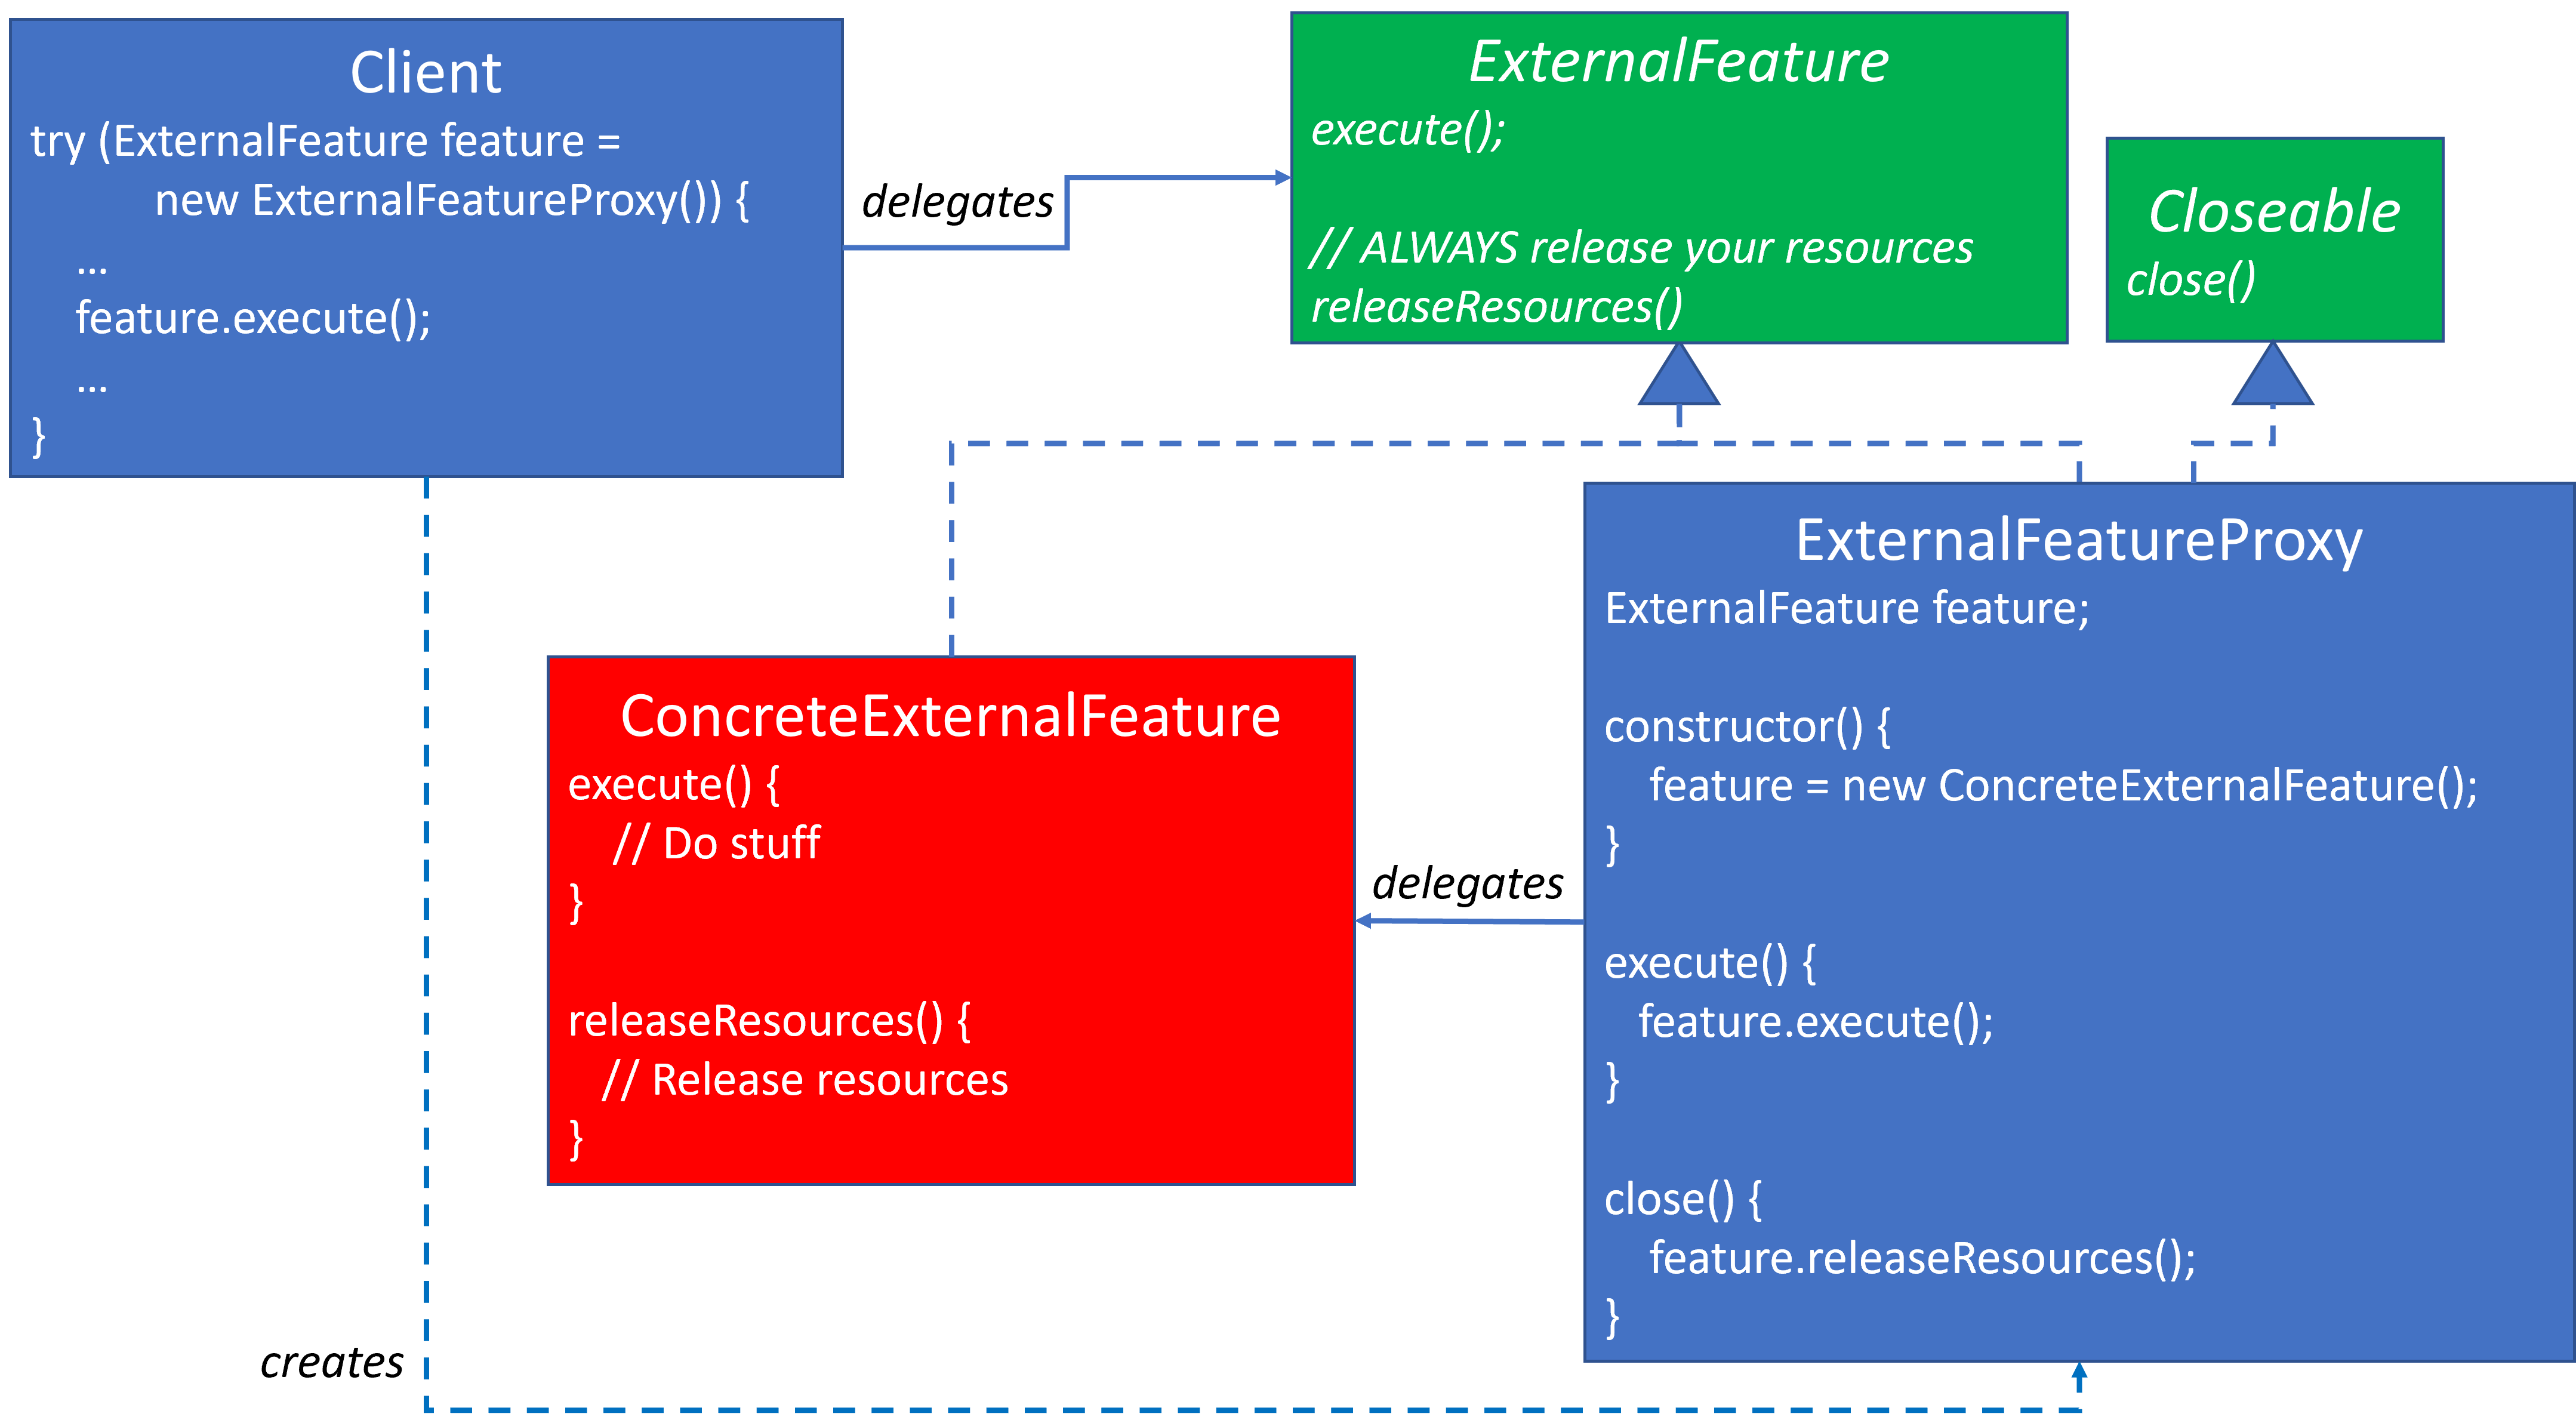 Client
try (ExternalFeature feature =
new ExternalFeatureProxy()) {
...
feature.execute();
...
}
delegates
ExternalFeature
execute();
// ALWAYS release your resources
releaseResources()
Closeable
close()
ConcreteExternalFeature
execute() {
// Do stuff
}
releaseResources() {
// Release resources
}
delegates
ExternalFeatureProxy
ExternalFeature feature;
constructor() {
feature = new ConcreteExternalFeature();
}
execute() {
feature.execute();
}
close() {
feature.releaseResources();
}
creates